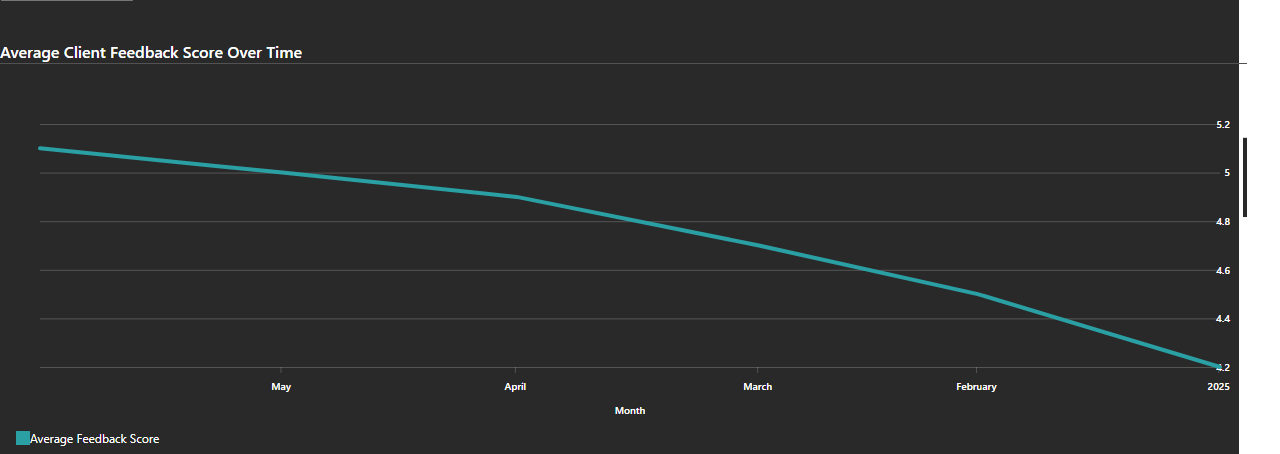 Average Client Feedback Score Over Time
5.2
5
4.8
4.6
4.4
4.2
May April March February 2025
Month
Average Feedback Score